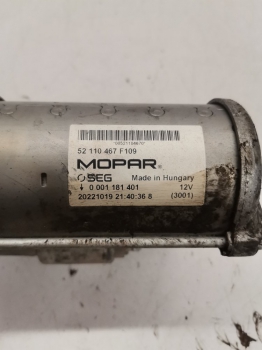 52 110 467 F109
MOPAR®
SEG Made in Hungary
0 001 181 401 12V
20221019 21:40:36 8 (3001)